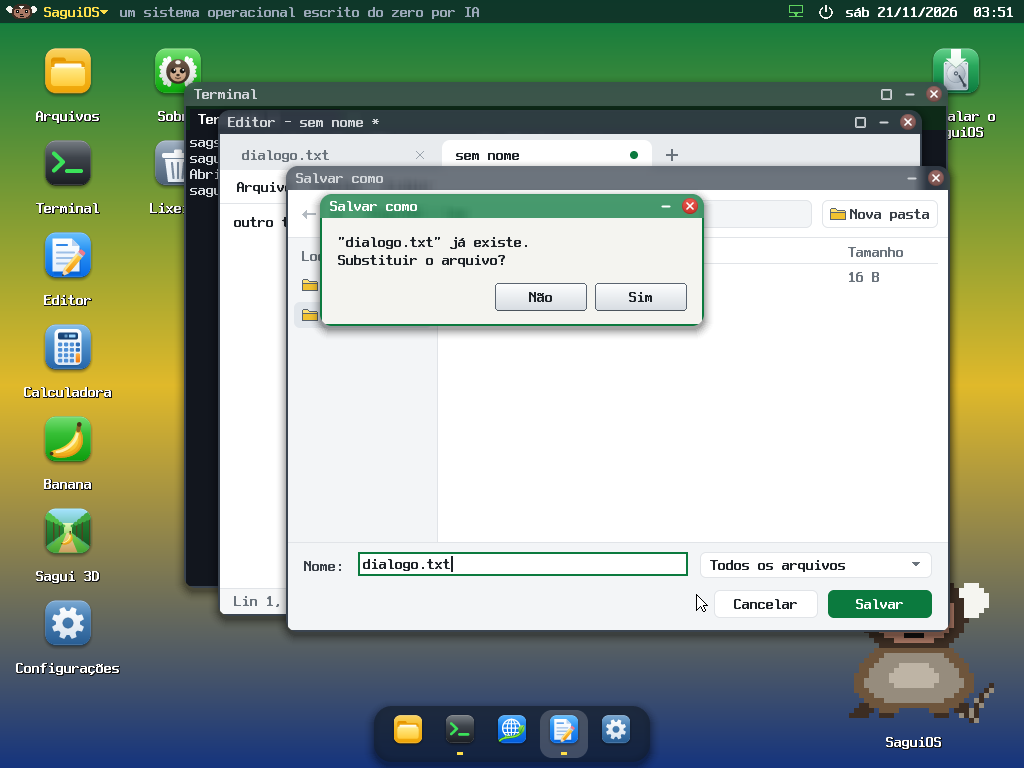 SaguiOS
um sistema operacional escrito do zero por IA
sáb 21/11/2026 03:51
Arquivos
Terminal
Editor
Calculadora
Banana
Sagui 3D
Configurações
Terminal
Editor - sem nome *
dialogo.txt
sem nome
Salvar como
Nova pasta
Tamanho
16 B
Salvar como
"dialogo.txt" já existe.
Substituir o arquivo?
Não
Sim
outro
Lin 1,
Nome:
dialogo.txt
Todos os arquivos
Cancelar
Salvar
SaguiOS